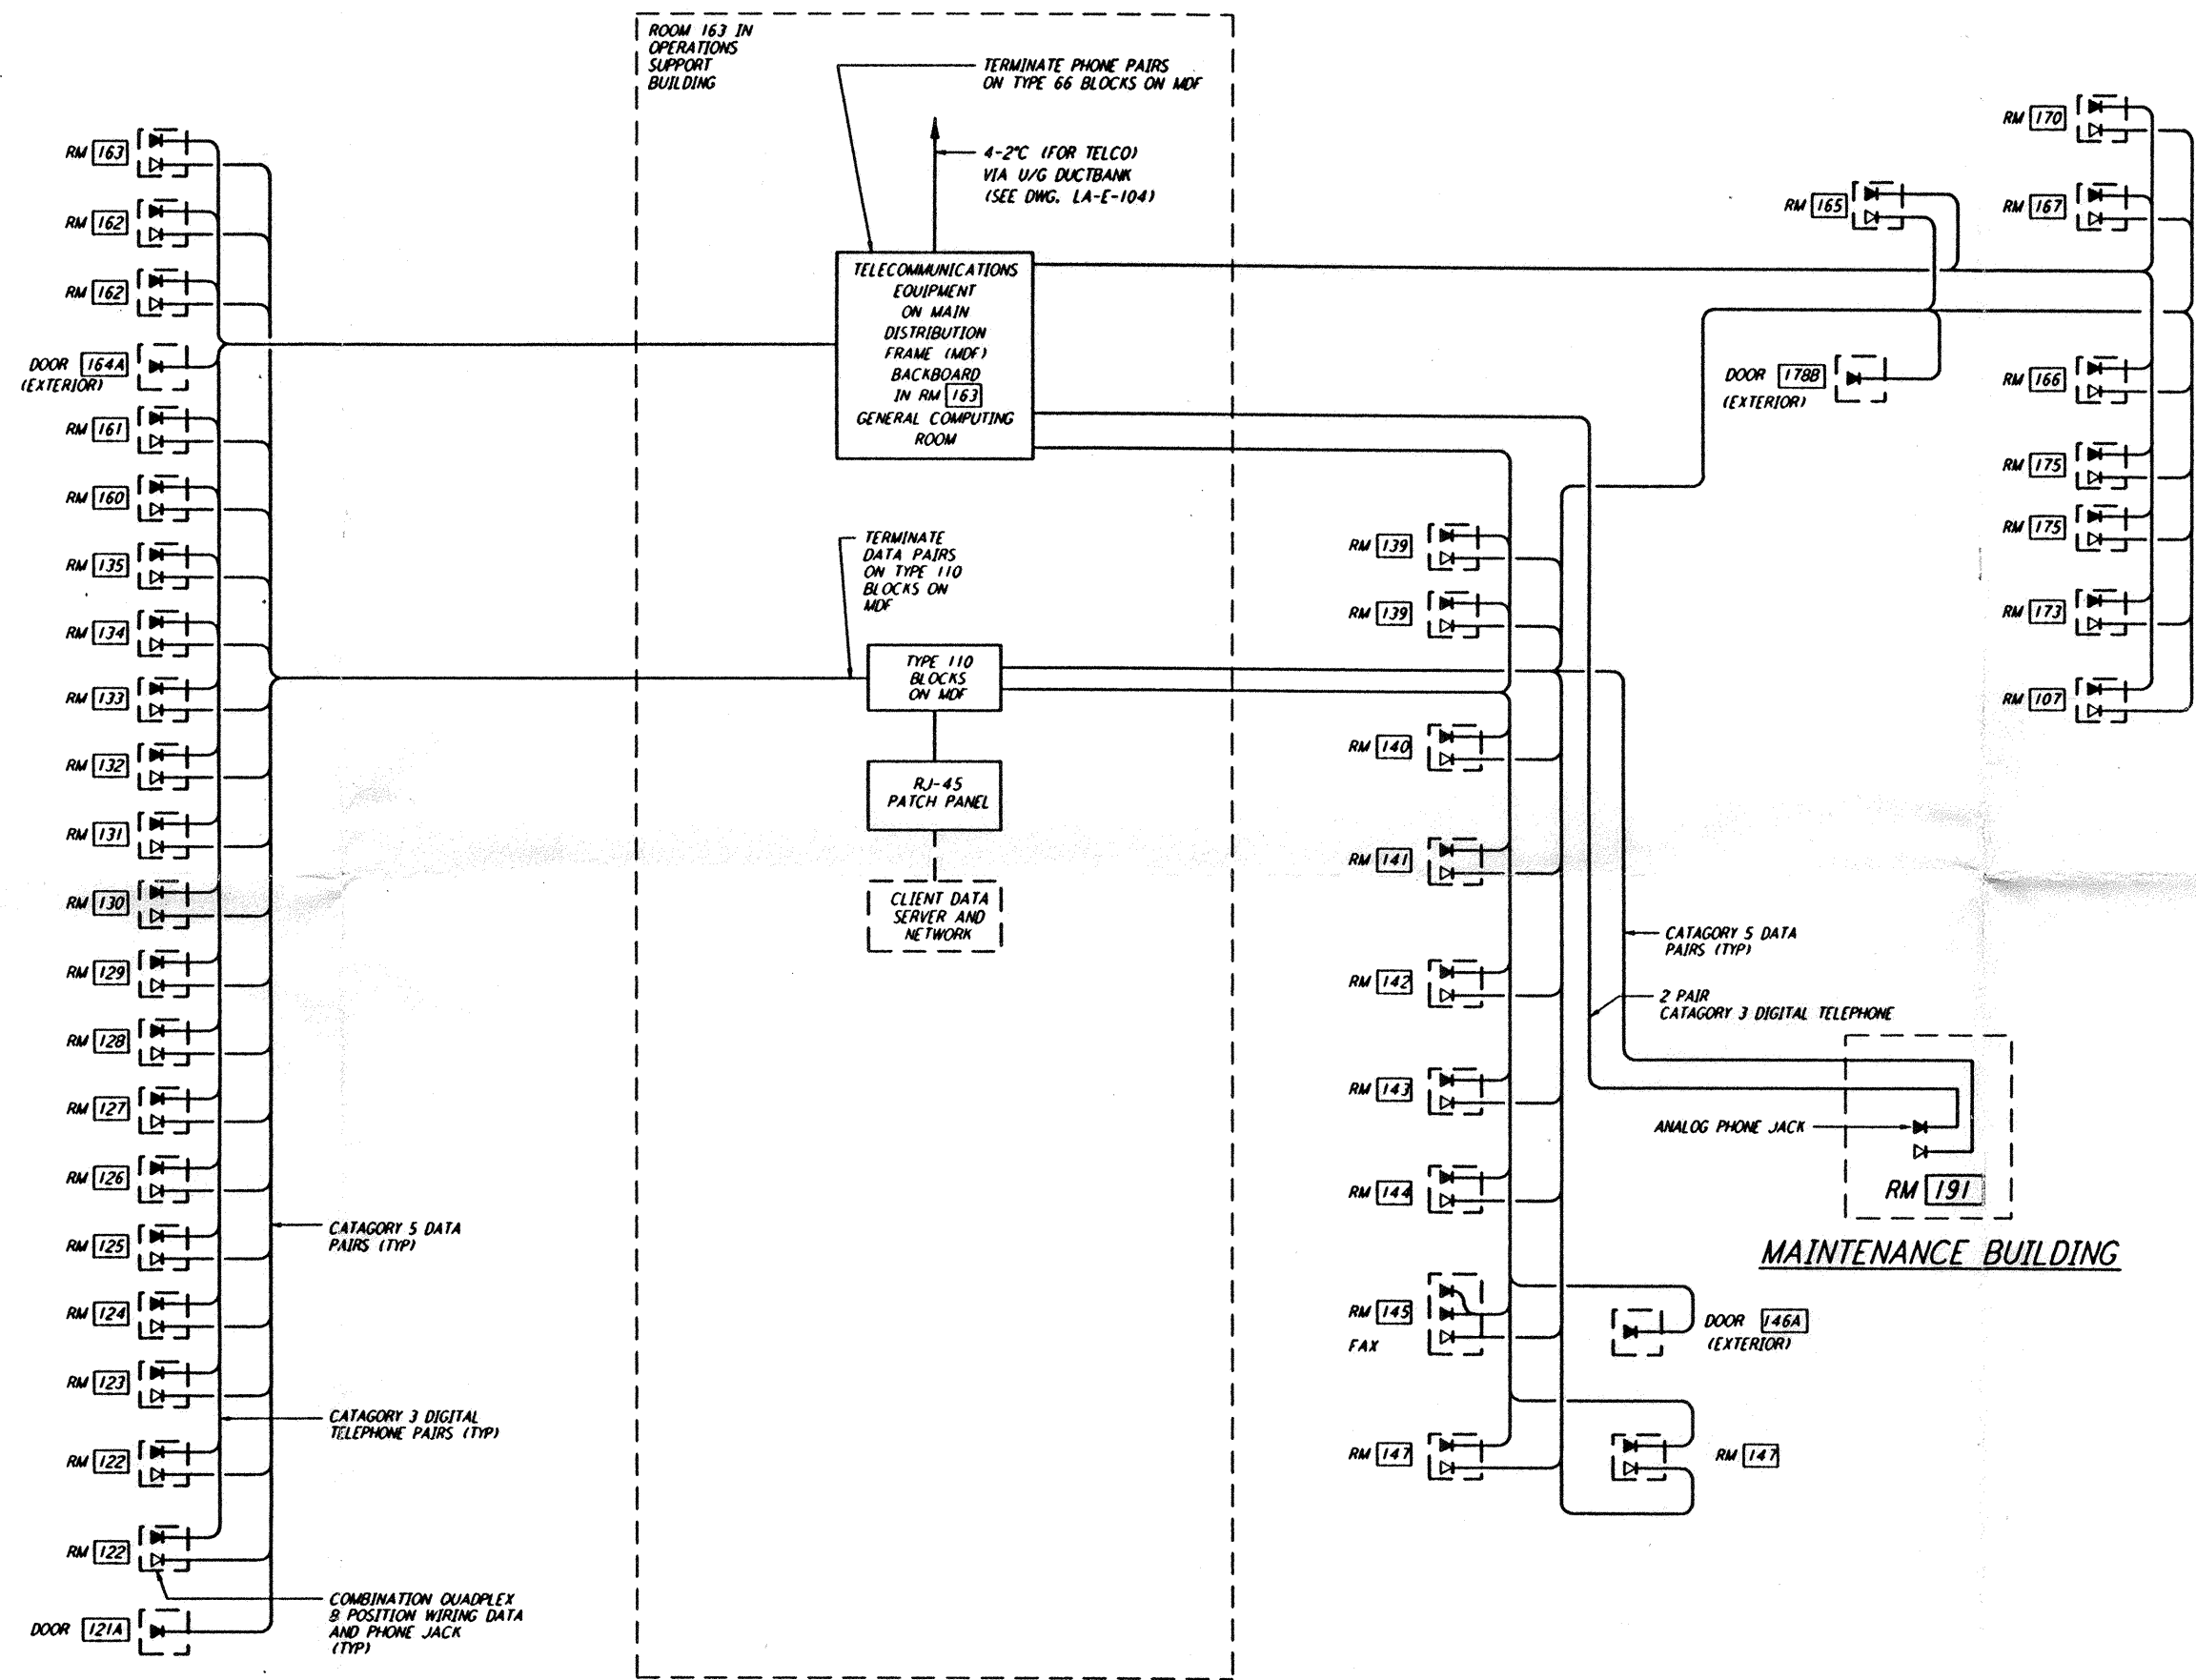 ROOM 163 IN
OPERATIONS
SUPPORT
BUILDING
TERMINATE PHONE PAIRS
ON TYPE 66 BLOCKS ON MDF
4-2"C (FOR TELCO)
VIA U/G DUCTBANK
(SEE DWG. LA-E-104)
TELECOMMUNICATIONS
EQUIPMENT
ON MAIN
DISTRIBUTION
FRAME (MDF)
BACKBOARD
IN RM 163
GENERAL COMPUTING
ROOM
TERMINATE
DATA PAIRS
ON TYPE 110
BLOCKS ON
MDF
TYPE 110
BLOCKS
ON MDF
RJ-45
PATCH PANEL
CLIENT DATA
SERVER AND
NETWORK
RM 163
RM 162
RM 162
DOOR 164A
(EXTERIOR)
RM 161
RM 160
RM 135
RM 134
RM 133
RM 132
RM 131
RM 130
RM 129
RM 128
RM 127
RM 126
RM 125
RM 124
RM 123
RM 122
RM 122
DOOR 121A
CATAGORY 5 DATA
PAIRS (TYP)
CATAGORY 3 DIGITAL
TELEPHONE PAIRS (TYP)
COMBINATION QUADPLEX
8 POSITION WIRING DATA
AND PHONE JACK
(TYP)
RM 139
RM 139
RM 140
RM 141
RM 142
RM 143
RM 144
RM 145
FAX
RM 147
DOOR 146A
(EXTERIOR)
RM 147
RM 165
DOOR 178B
(EXTERIOR)
RM 170
RM 167
RM 166
RM 175
RM 175
RM 173
RM 107
CATAGORY 5 DATA
PAIRS (TYP)
2 PAIR
CATAGORY 3 DIGITAL TELEPHONE
ANALOG PHONE JACK
RM 191
MAINTENANCE BUILDING